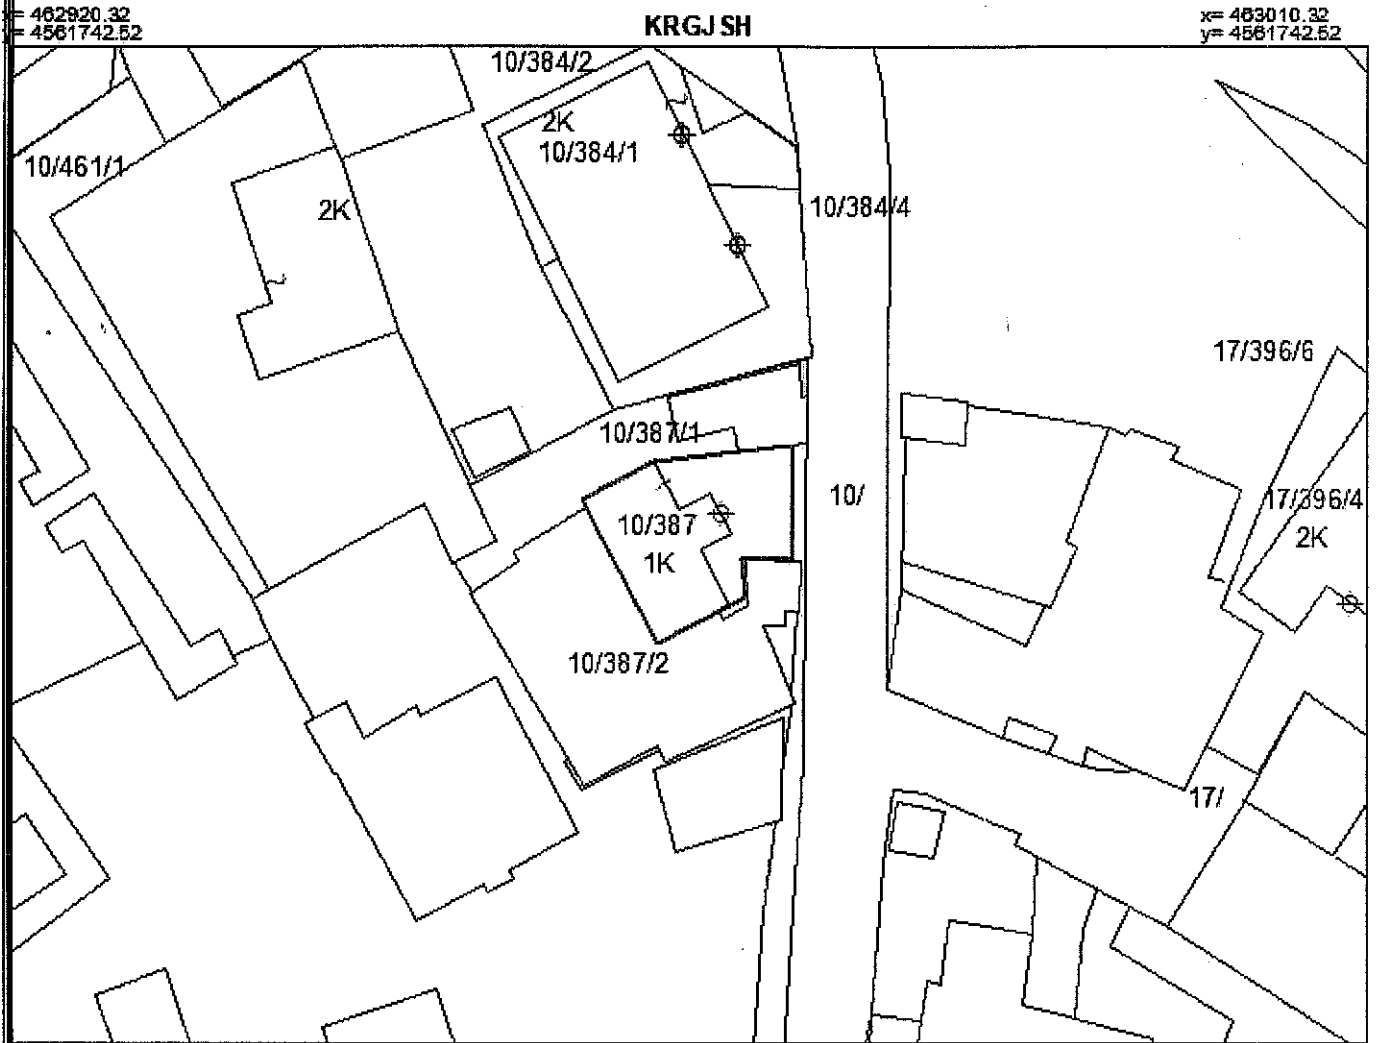 x= 462920.32
y= 4561742.52
KRGJSH
x= 463010.32
y= 4561742.52
10/384/2
2K
10/384/1
10/461/1
2K
10/384/4
17/396/6
10/387/1
10/
17/396/4
10/387
2K
1K
10/387/2
17/